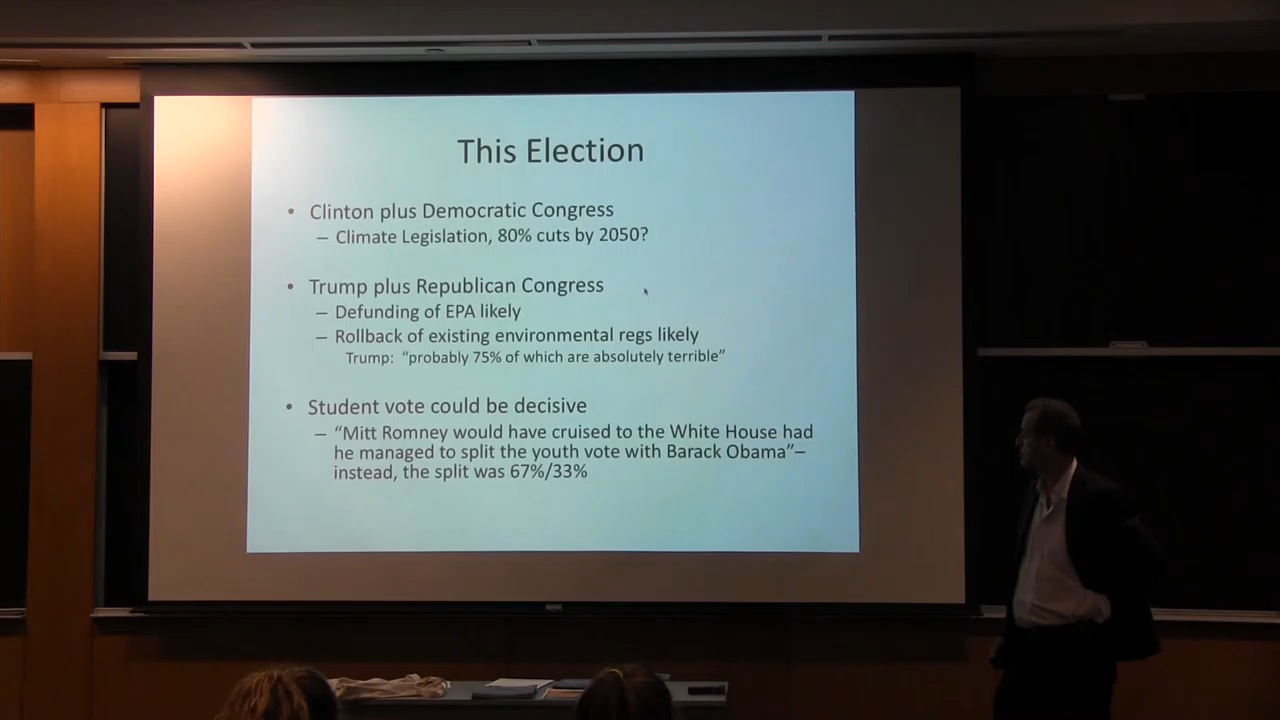 This Election
• Clinton plus Democratic Congress
– Climate Legislation, 80% cuts by 2050?
• Trump plus Republican Congress
– Defunding of EPA likely
– Rollback of existing environmental regs likely
Trump: “probably 75% of which are absolutely terrible”
• Student vote could be decisive
– “Mitt Romney would have cruised to the White House had
he managed to split the youth vote with Barack Obama”–
instead, the split was 67%/33%